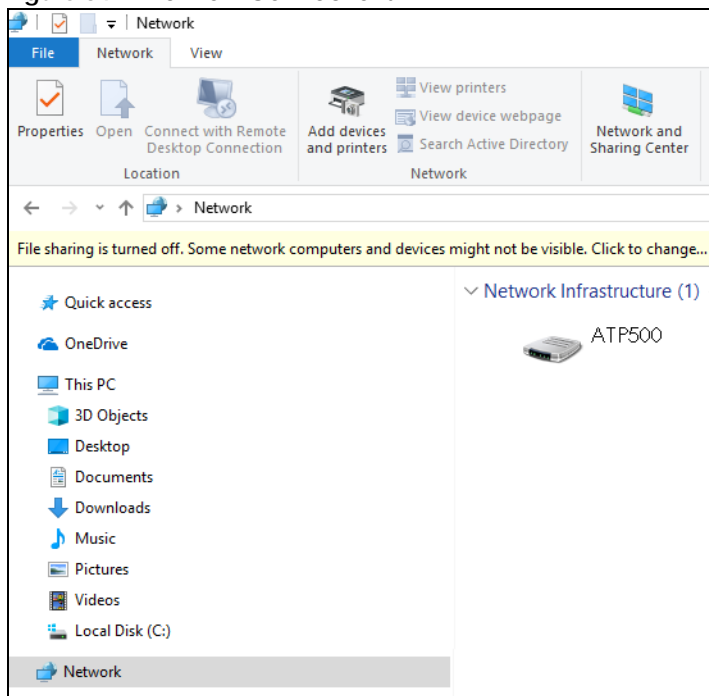 Network
File Network View
Properties Open Connect with Remote Desktop Connection
Location
Add devices and printers
View printers
View device webpage
Search Active Directory
Network
Network and Sharing Center
Network
File sharing is turned off. Some network computers and devices might not be visible. Click to change...
Quick access
OneDrive
This PC
3D Objects
Desktop
Documents
Downloads
Music
Pictures
Videos
Local Disk (C:)
Network
Network Infrastructure (1)
ATP500